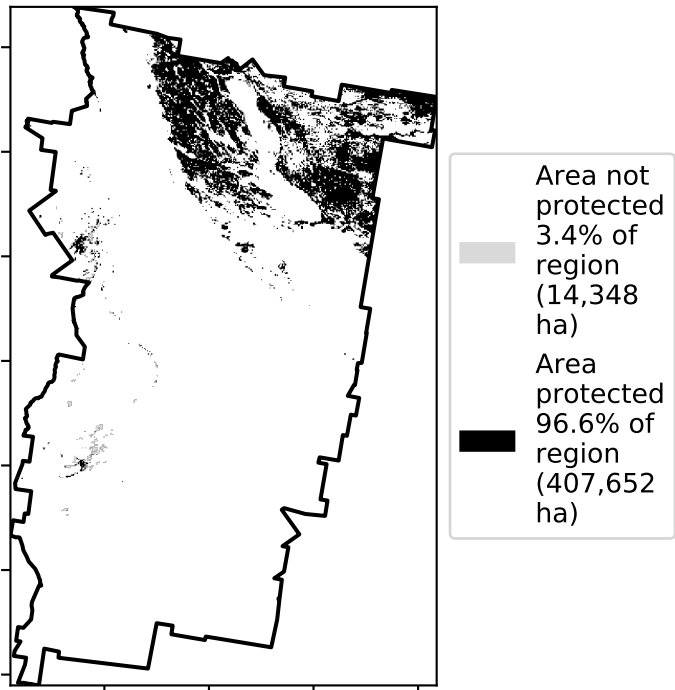 Area not
protected
3.4% of
region
(14,348
ha)
Area
protected
96.6% of
region
(407,652
ha)